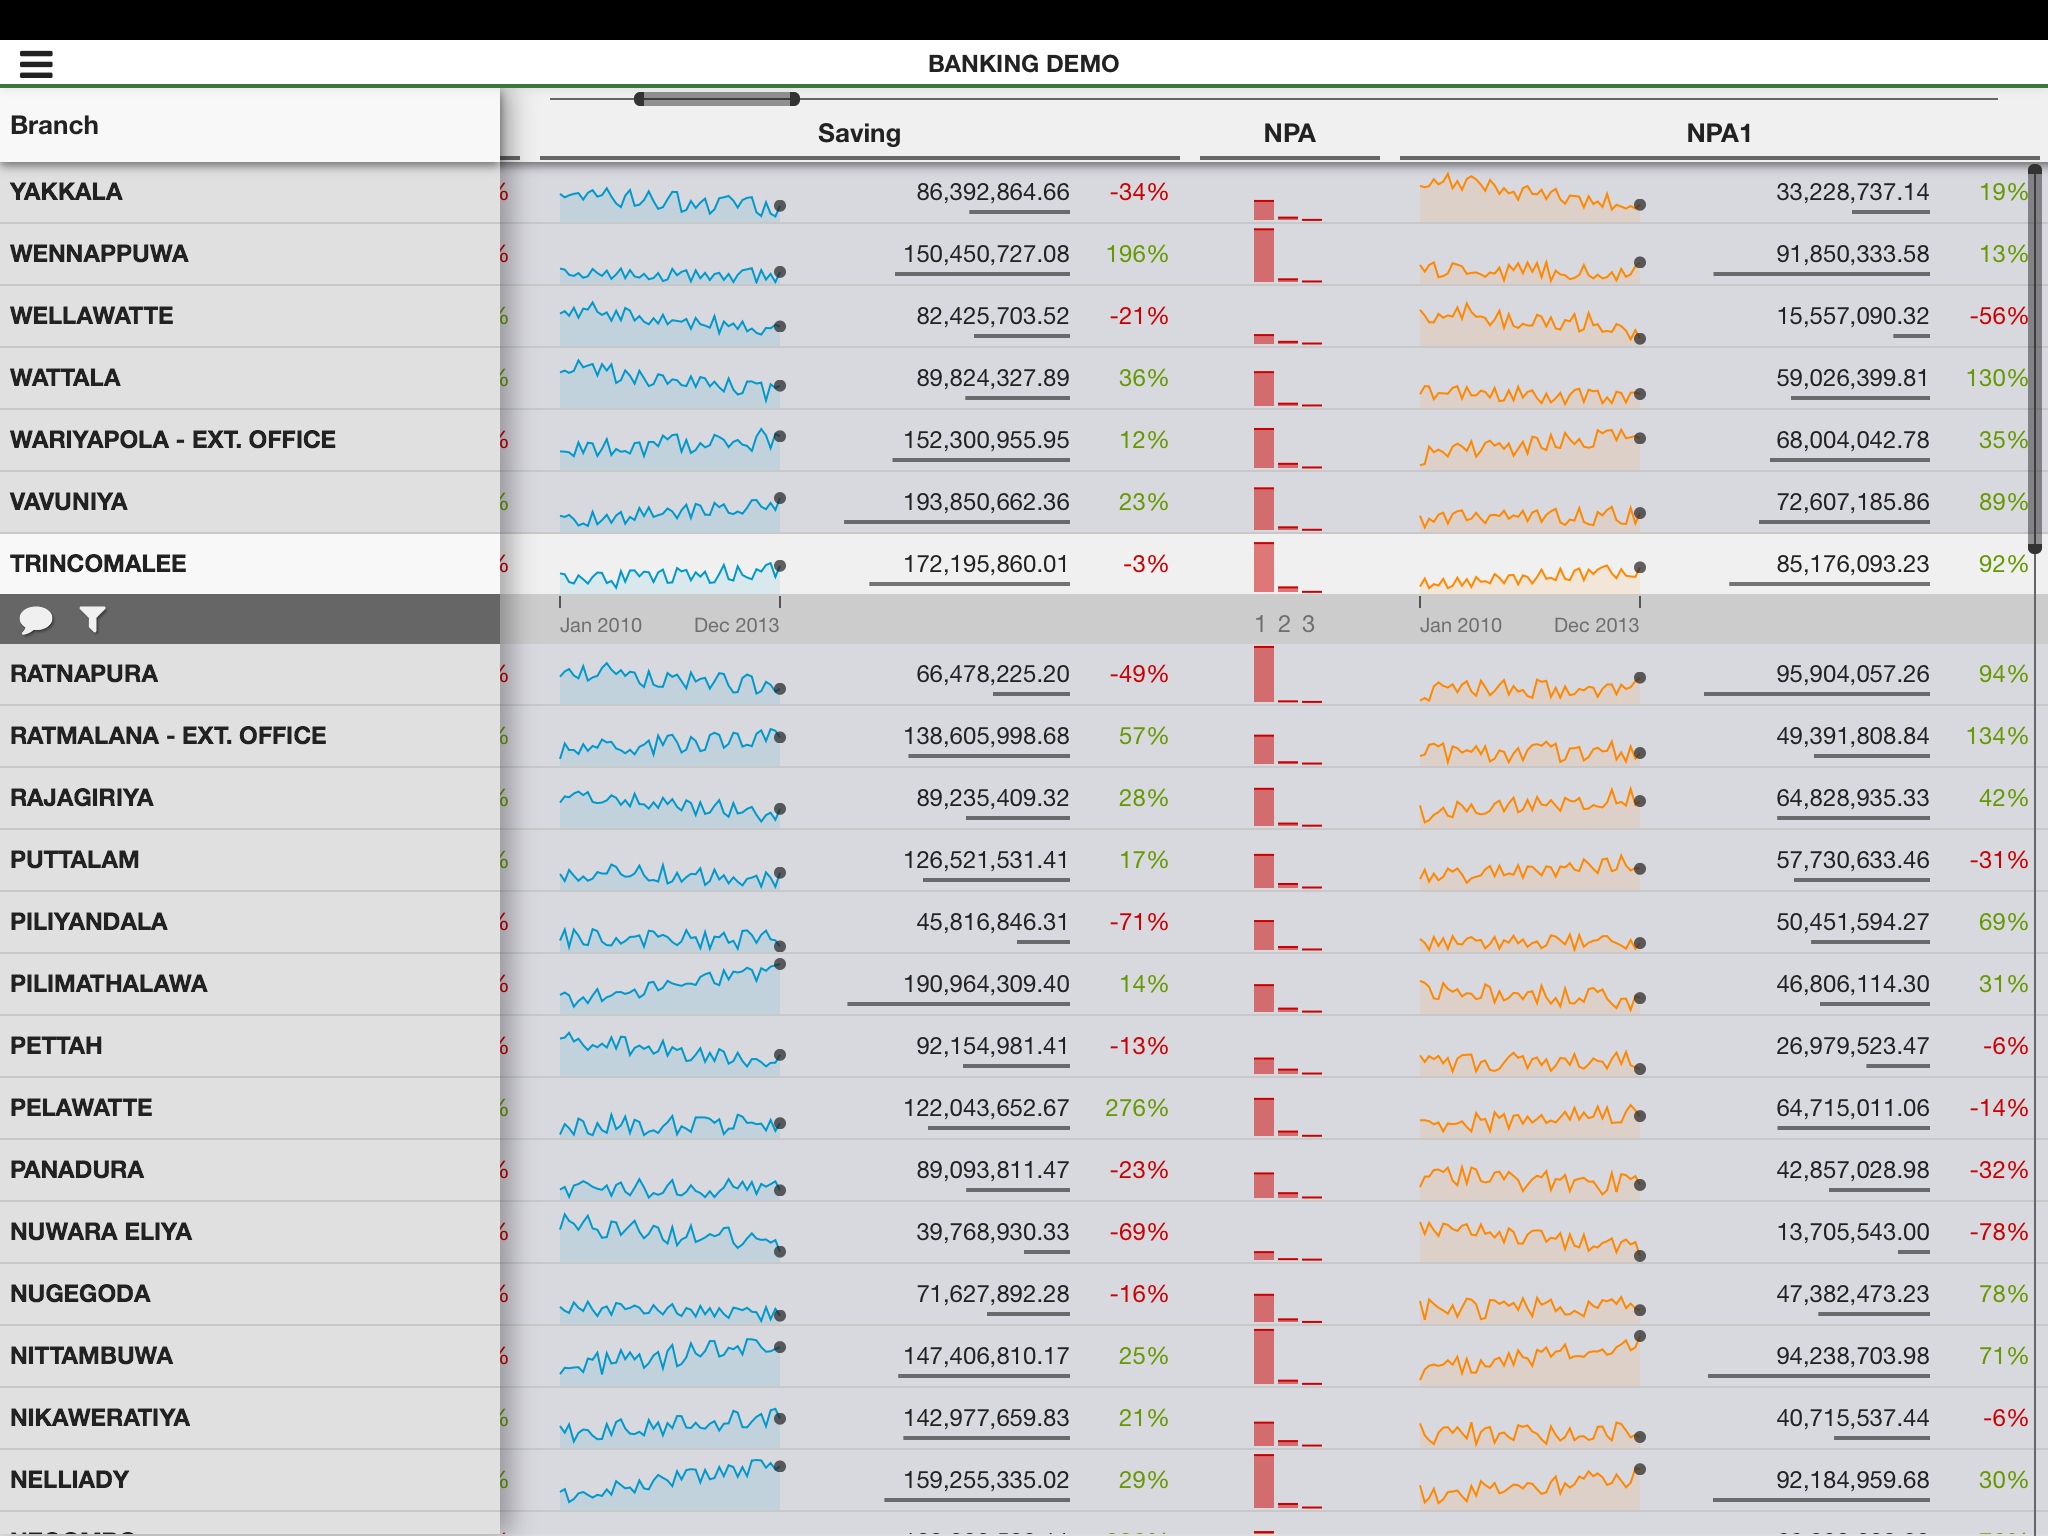 BANKING DEMO
Branch Saving NPA NPA1
YAKKALA % 86,392,864.66 -34% 33,228,737.14 19%
WENNAPPUWA % 150,450,727.08 196% 91,850,333.58 13%
WELLAWATTE % 82,425,703.52 -21% 15,557,090.32 -56%
WATTALA % 89,824,327.89 36% 59,026,399.81 130%
WARIYAPOLA - EXT. OFFICE % 152,300,955.95 12% 68,004,042.78 35%
VAVUNIYA % 193,850,662.36 23% 72,607,185.86 89%
TRINCOMALEE % 172,195,860.01 -3% 85,176,093.23 92%
Jan 2010 Dec 2013 1 2 3 Jan 2010 Dec 2013
RATNAPURA % 66,478,225.20 -49% 95,904,057.26 94%
RATMALANA - EXT. OFFICE % 138,605,998.68 57% 49,391,808.84 134%
RAJAGIRIYA % 89,235,409.32 28% 64,828,935.33 42%
PUTTALAM % 126,521,531.41 17% 57,730,633.46 -31%
PILIYANDALA % 45,816,846.31 -71% 50,451,594.27 69%
PILIMATHALAWA % 190,964,309.40 14% 46,806,114.30 31%
PETTAH % 92,154,981.41 -13% 26,979,523.47 -6%
PELAWATTE % 122,043,652.67 276% 64,715,011.06 -14%
PANADURA % 89,093,811.47 -23% 42,857,028.98 -32%
NUWARA ELIYA % 39,768,930.33 -69% 13,705,543.00 -78%
NUGEGODA % 71,627,892.28 -16% 47,382,473.23 78%
NITTAMBUWA % 147,406,810.17 25% 94,238,703.98 71%
NIKAWERATIYA % 142,977,659.83 21% 40,715,537.44 -6%
NELLIADY % 159,255,335.02 29% 92,184,959.68 30%